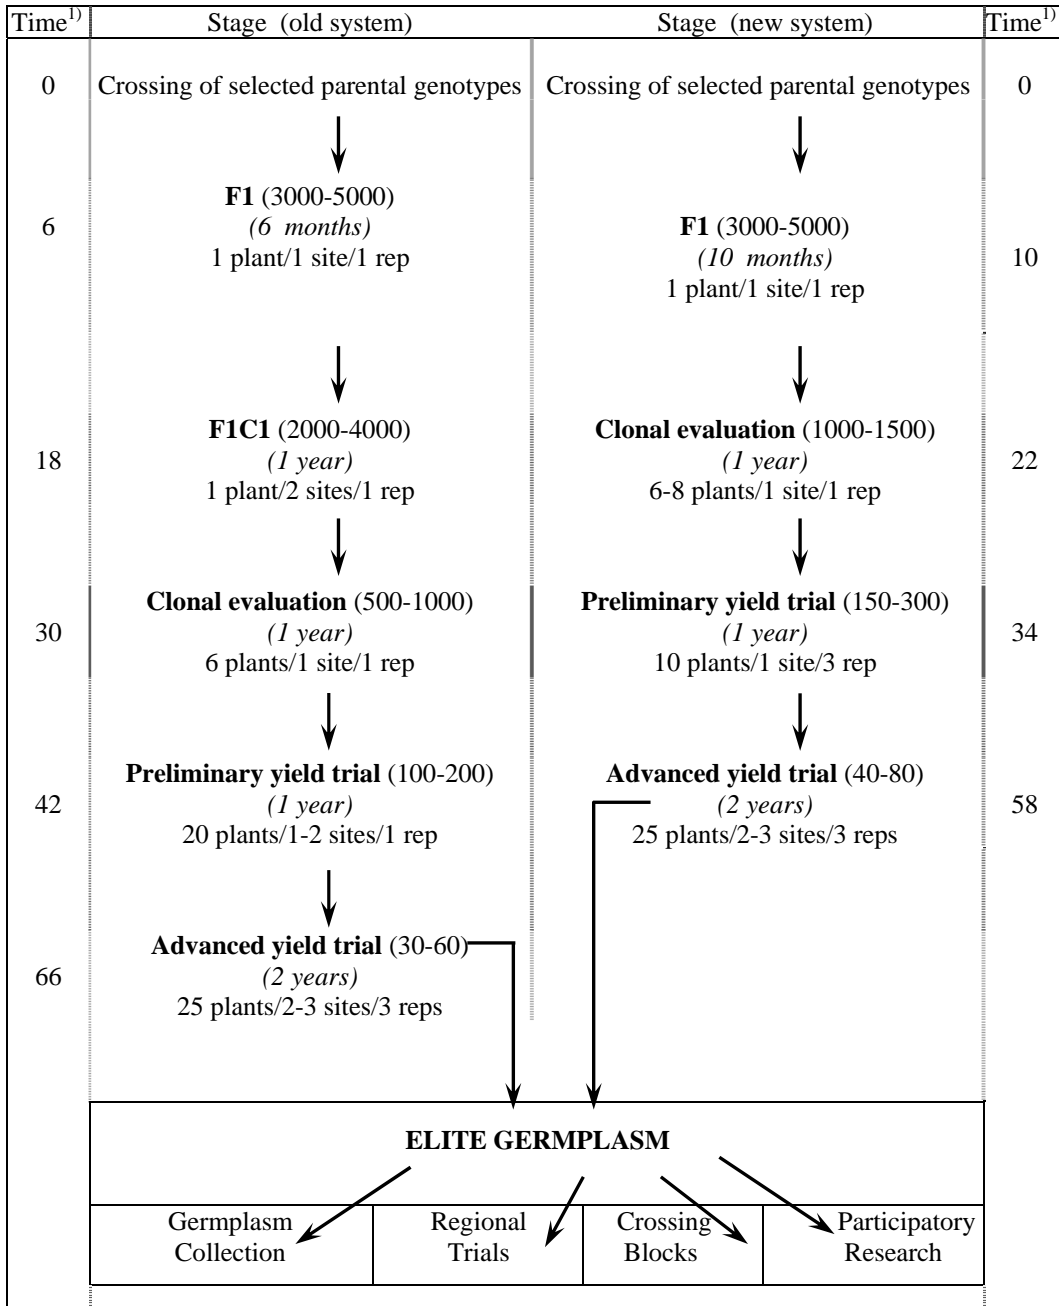 Time1) Stage (old system) Stage (new system) Time1)
0 Crossing of selected parental genotypes Crossing of selected parental genotypes 0
F1 (3000-5000)
6 (6 months)
1 plant/1 site/1 rep
F1 (3000-5000)
(10 months) 10
1 plant/1 site/1 rep
F1C1 (2000-4000) Clonal evaluation (1000-1500)
18 (1 year) (1 year) 22
1 plant/2 sites/1 rep 6-8 plants/1 site/1 rep
Clonal evaluation (500-1000) Preliminary yield trial (150-300)
30 (1 year) (1 year) 34
6 plants/1 site/1 rep 10 plants/1 site/3 rep
Preliminary yield trial (100-200) Advanced yield trial (40-80)
42 (1 year) (2 years) 58
20 plants/1-2 sites/1 rep 25 plants/2-3 sites/3 reps
Advanced yield trial (30-60)
66 (2 years)
25 plants/2-3 sites/3 reps
ELITE GERMPLASM
Germplasm Regional Crossing Participatory
Collection Trials Blocks Research